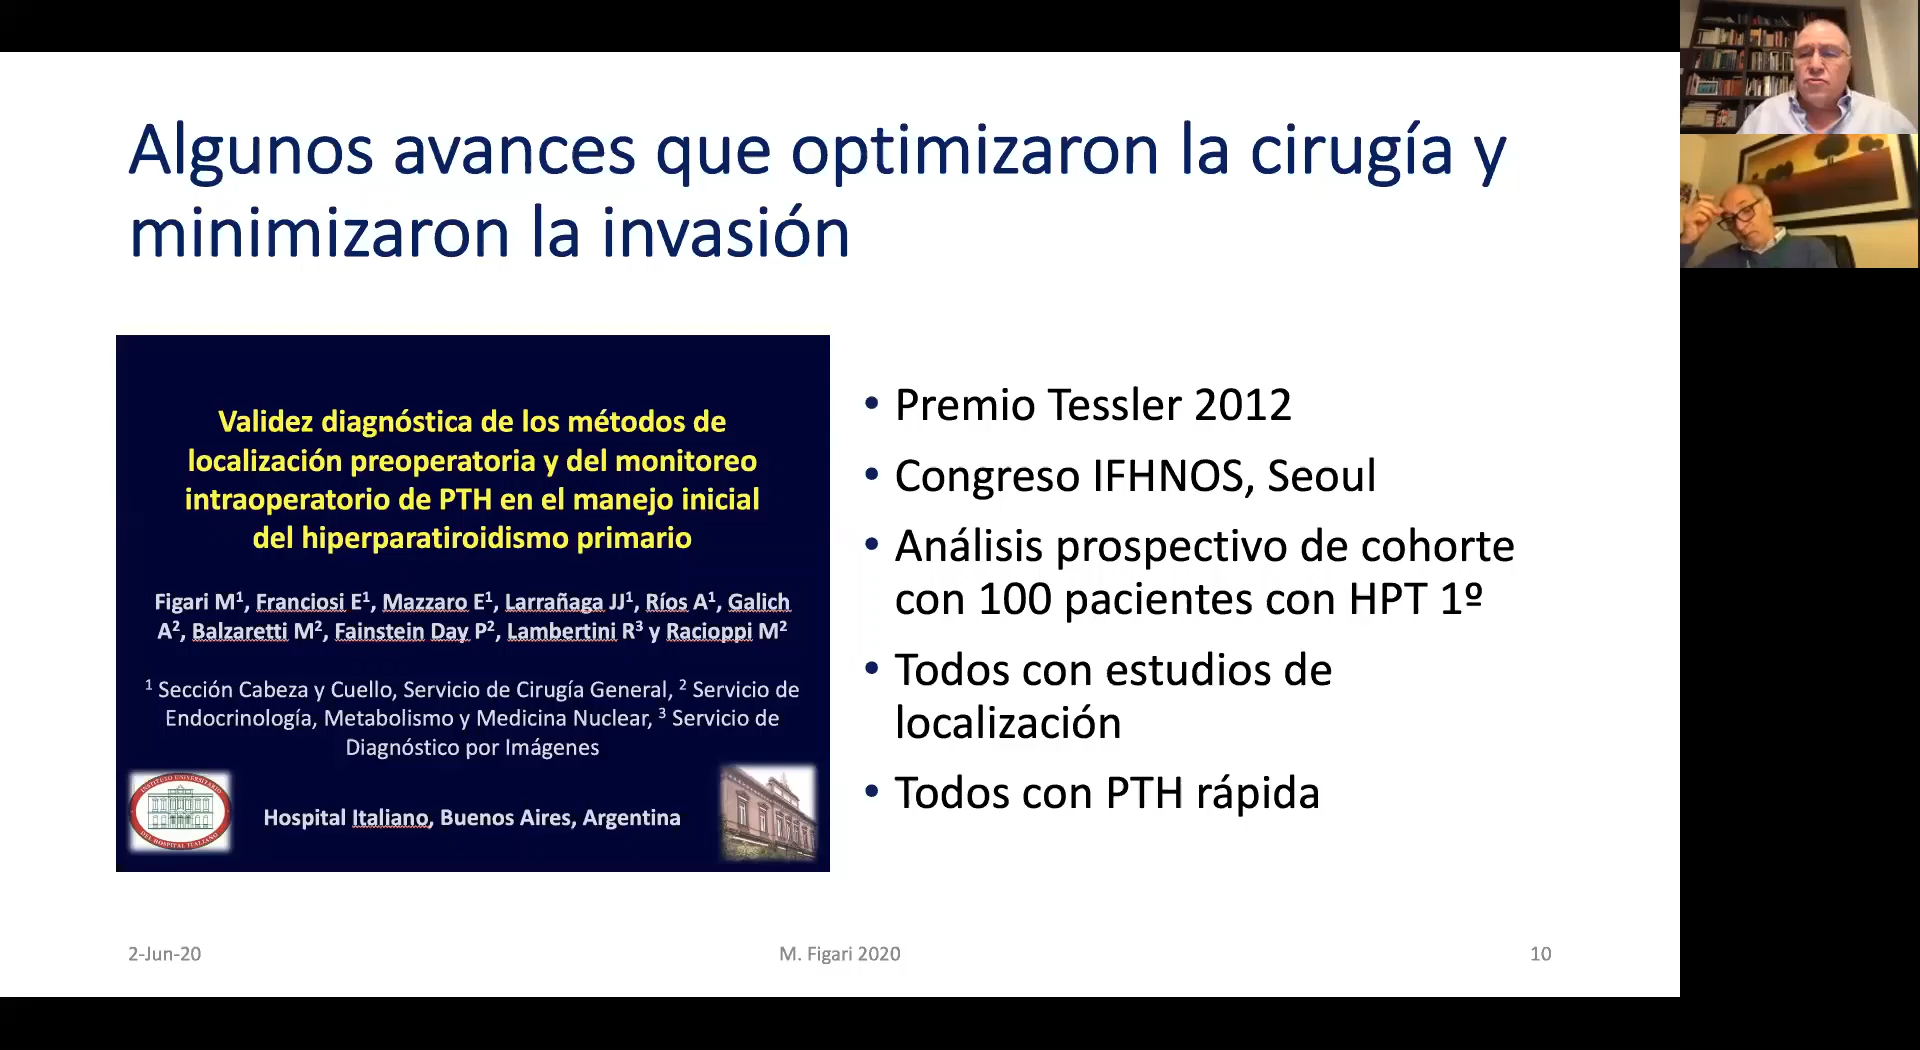 Algunos avances que optimizaron la cirugía y
minimizaron la invasión
Validez diagnóstica de los métodos de
localización preoperatoria y del monitoreo
intraoperatorio de PTH en el manejo inicial
del hiperparatiroidismo primario
Figari M¹, Franciosi E¹, Mazzaro E¹, Larrañaga JJ¹, Ríos A¹, Galich
A², Balzaretti M², Fainstein Day P², Lambertini R³ y Racioppi M²
¹ Sección Cabeza y Cuello, Servicio de Cirugía General, ² Servicio de
Endocrinología, Metabolismo y Medicina Nuclear, ³ Servicio de
Diagnóstico por Imágenes
INSTITUTO UNIVERSITARIO
DEL HOSPITAL ITALIANO
Hospital Italiano, Buenos Aires, Argentina
• Premio Tessler 2012
• Congreso IFHNOS, Seoul
• Análisis prospectivo de cohorte
con 100 pacientes con HPT 1º
• Todos con estudios de
localización
• Todos con PTH rápida
2-Jun-20
M. Figari 2020
10